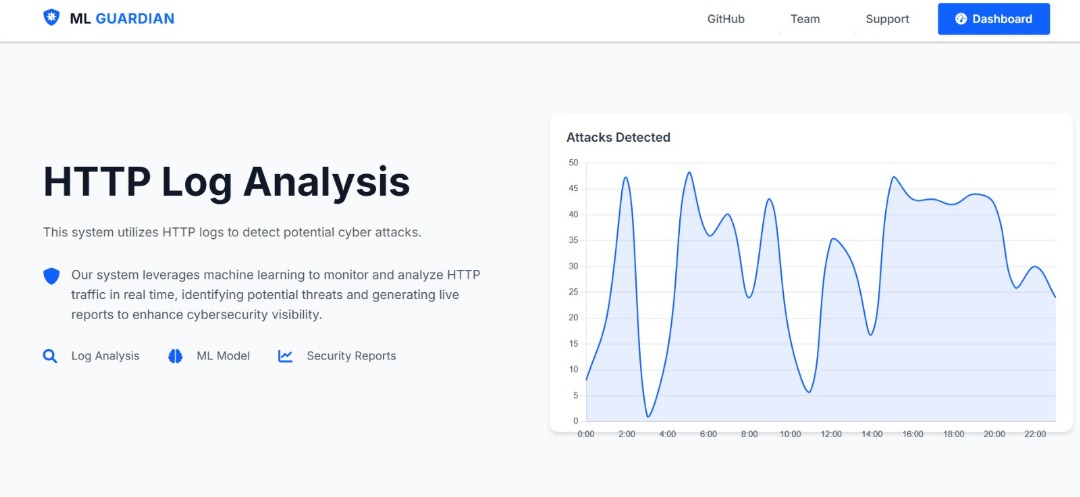 ML GUARDIAN
GitHub
Team
Support
Dashboard
HTTP Log Analysis
This system utilizes HTTP logs to detect potential cyber attacks.
Our system leverages machine learning to monitor and analyze HTTP
traffic in real time, identifying potential threats and generating live
reports to enhance cybersecurity visibility.
Log Analysis
ML Model
Security Reports
Attacks Detected
50
45
40
35
30
25
20
15
10
5
0
0:00 2:00 4:00 6:00 8:00 10:00 12:00 14:00 16:00 18:00 20:00 22:00